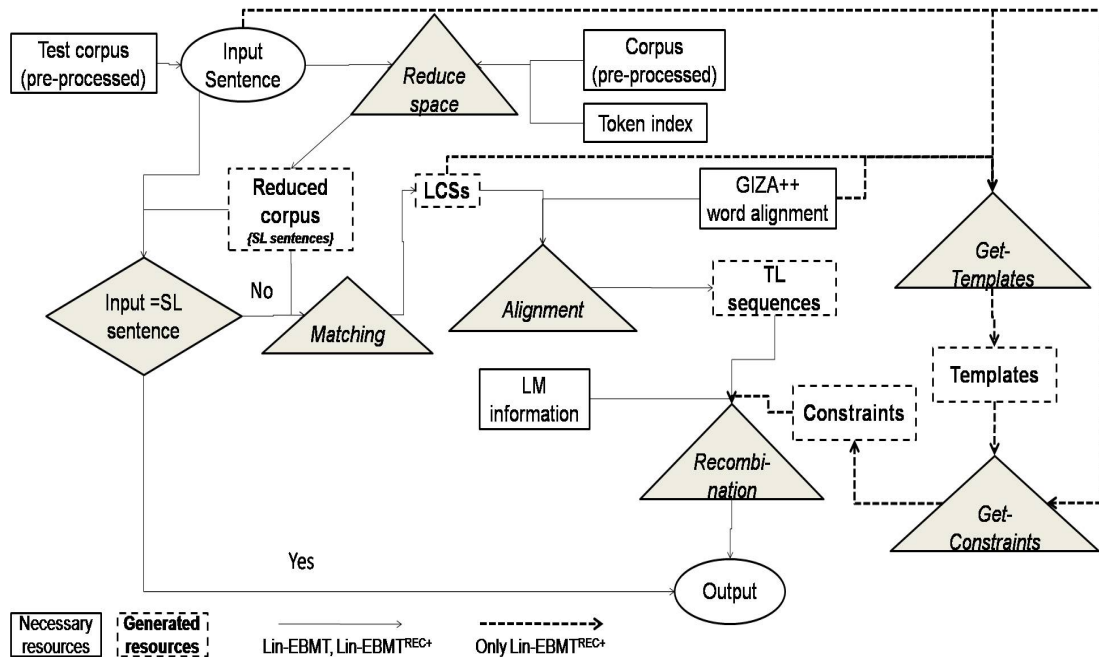 Test corpus
(pre-processed)
Input
Sentence
Reduce
space
Corpus
(pre-processed)
Token index
Reduced
corpus
{SL sentences}
LCSs
GIZA++
word alignment
Get-
Templates
Input =SL
sentence
No
Matching
Alignment
TL
sequences
Templates
LM
information
Constraints
Recombi-
nation
Get-
Constraints
Yes
Output
Necessary
resources
Generated
resources
Lin-EBMT, Lin-EBMTᴿᴱᶜ⁺
Only Lin-EBMTᴿᴱᶜ⁺